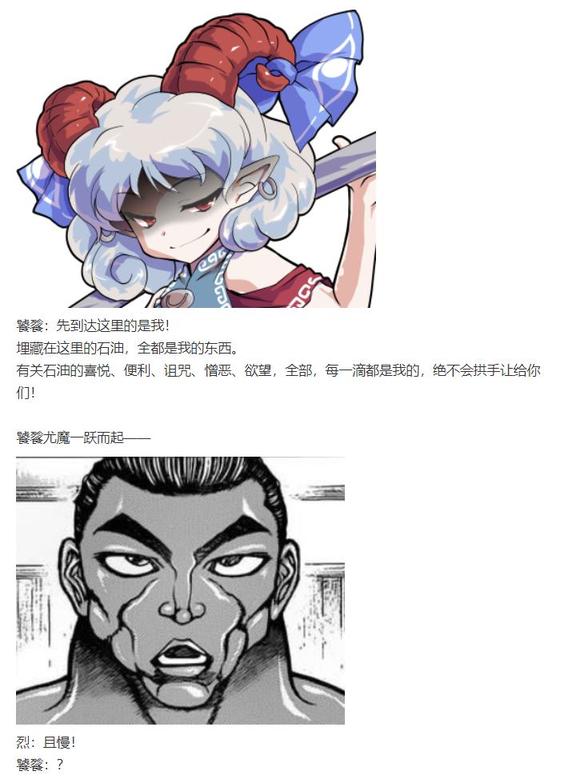 饕餮：先到达这里的是我！
埋藏在这里的石油，全都是我的东西。
有关石油的喜悦、便利、诅咒、憎恶、欲望，全部，每一滴都是我的，绝不会拱手让给你
们！
饕餮尤魔一跃而起——
烈：且慢！
饕餮：？